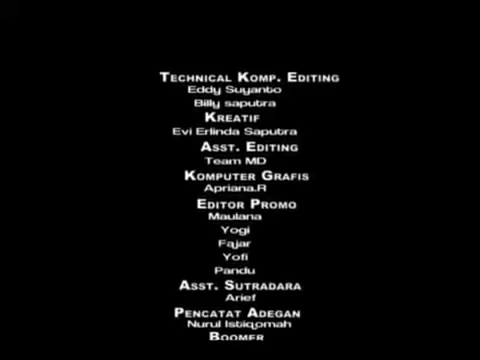 TECHNICAL KOMP. EDITING
Eddy Suyanto
Billy saputra
KREATIF
Evi Erlinda Saputra
ASST. EDITING
Team MD
KOMPUTER GRAFIS
Apriana.R
EDITOR PROMO
Maulana
Yogi
Fajar
Yofi
Pandu
ASST. SUTRADARA
Arief
PENCATAT ADEGAN
Nurul Istiqomah
BOOMER